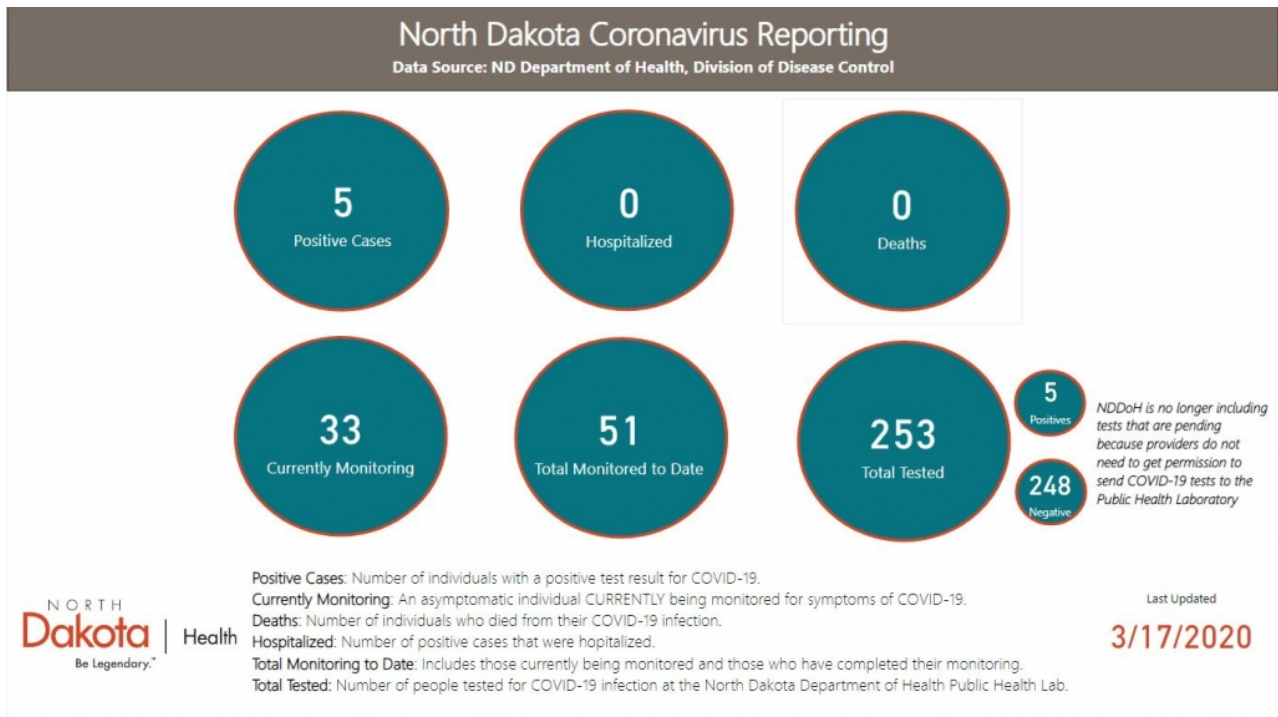 North Dakota Coronavirus Reporting
Data Source: ND Department of Health, Division of Disease Control
5
Positive Cases
0
Hospitalized
0
Deaths
33
Currently Monitoring
51
Total Monitored to Date
253
Total Tested
5
Positives
248
Negative
NDDoH is no longer including
tests that are pending
because providers do not
need to get permission to
send COVID-19 tests to the
Public Health Laboratory
Positive Cases: Number of individuals with a positive test result for COVID-19.
Currently Monitoring: An asymptomatic individual CURRENTLY being monitored for symptoms of COVID-19.
Deaths: Number of individuals who died from their COVID-19 infection.
Hospitalized: Number of positive cases that were hopitalized.
Total Monitoring to Date: Includes those currently being monitored and those who have completed their monitoring.
Total Tested: Number of people tested for COVID-19 infection at the North Dakota Department of Health Public Health Lab.
NORTH
Dakota | Health
Be Legendary.™
Last Updated
3/17/2020